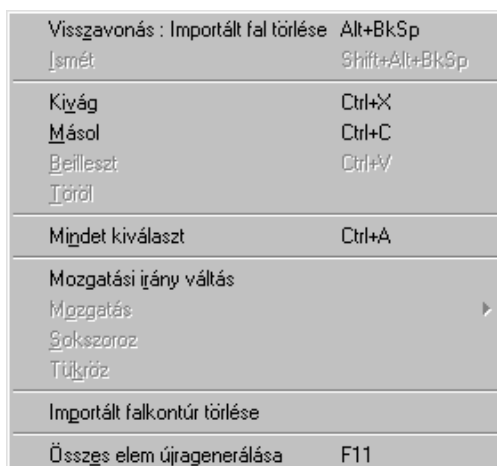 Visszavonás : Importált fal törlése Alt+BkSp
Ismét Shift+Alt+BkSp
Kivág Ctrl+X
Másol Ctrl+C
Beilleszt Ctrl+V
Töröl
Mindet kiválaszt Ctrl+A
Mozgatási irány váltás
Mozgatás
Sokszoroz
Tükröz
Importált falkontúr törlése
Összes elem újragenerálása F11